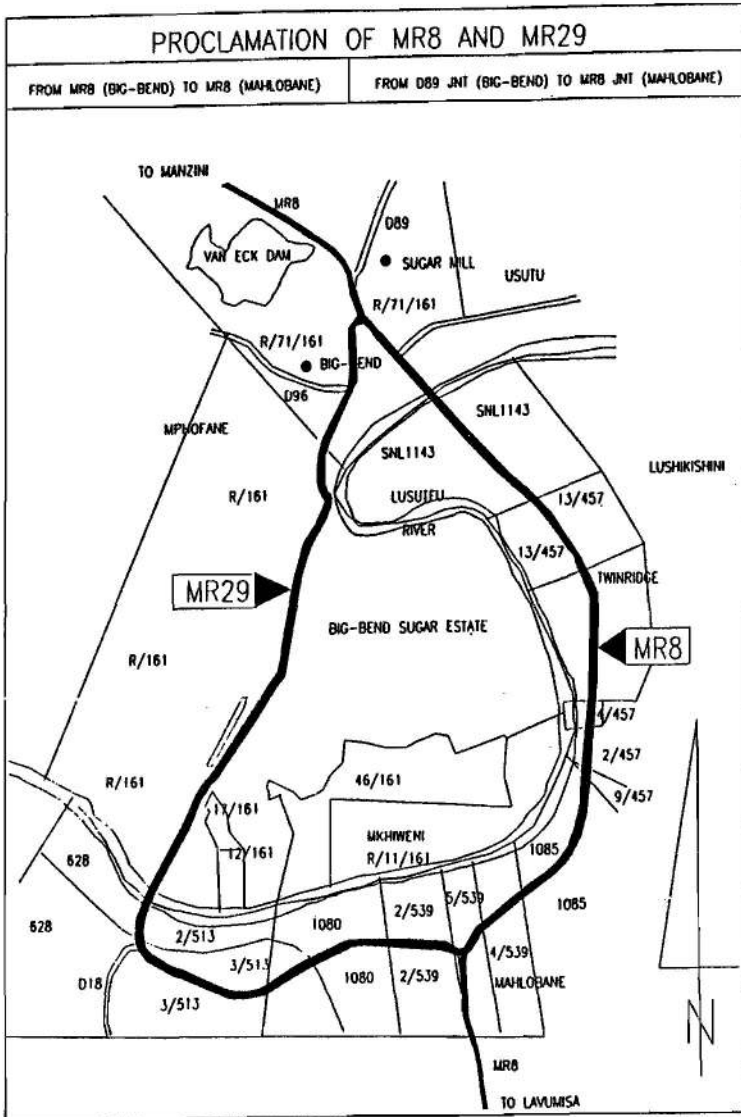 PROCLAMATION OF MR8 AND MR29
FROM MR8 (BIG-BEND) TO MR8 (MAHLOBANE)
FROM D89 JNT (BIG-BEND) TO MR8 JNT (MAHLOBANE)
TO MANZINI
MR8
D89
VAN ECK DAM
SUGAR MILL
USUTU
R/71/161
R/71/161
BIG-BEND
D96
MPHOFANE
SNL1143
SNL1143
LUSHIKISHINI
R/161
LUSUTFU
RIVER
13/457
13/457
TWINRIDGE
MR29
BIG-BEND SUGAR ESTATE
MR8
R/161
4/457
2/457
R/161
46/161
9/457
17/161
MKHIWENI
12/161
R/11/161
1085
628
1085
628
2/513
1080
2/539
5/539
3/513
1080
2/539
4/539
MAHLOBANE
D18
3/513
N
MR8
TO LAVUMISA